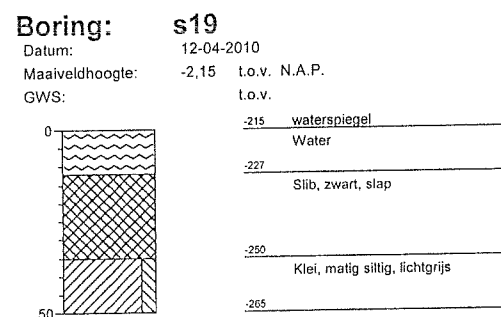 Boring: s19
Datum: 12-04-2010
Maaiveldhoogte: -2,15 t.o.v. N.A.P.
GWS: t.o.v.
0
-215 waterspiegel
Water
-227
Slib, zwart, slap
-250
Klei, matig siltig, lichtgrijs
50
-265